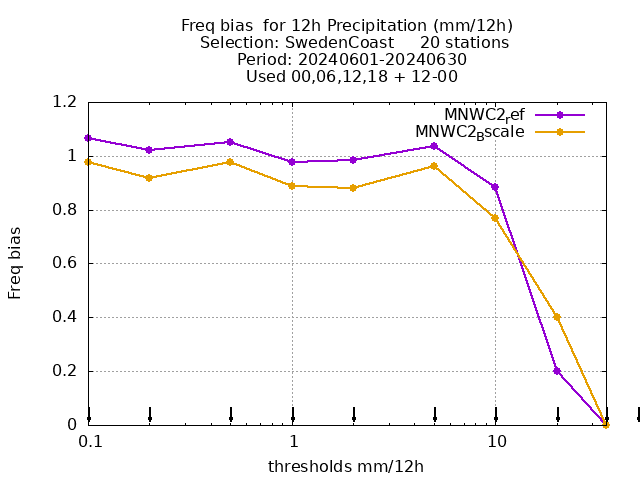 Freq bias  for 12h Precipitation (mm/12h)
Selection: SwedenCoast     20 stations
Period: 20240601-20240630
Used 00,06,12,18 + 12-00
MNWC2ref
MNWC2Bscale
1.2
1
0.8
0.6
0.4
0.2
0
Freq bias
0.1 1 10
thresholds mm/12h